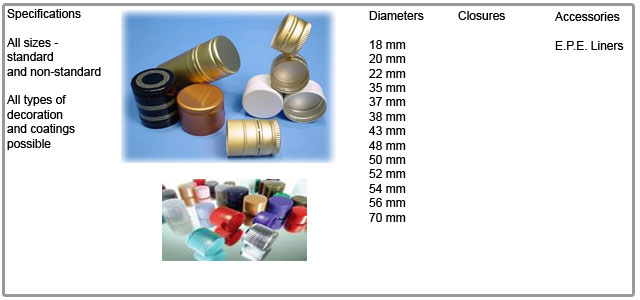 Specifications
All sizes -
standard
and non-standard
All types of
decoration
and coatings
possible
Diameters
18 mm
20 mm
22 mm
35 mm
37 mm
38 mm
43 mm
48 mm
50 mm
52 mm
54 mm
56 mm
70 mm
Closures
Accessories
E.P.E. Liners